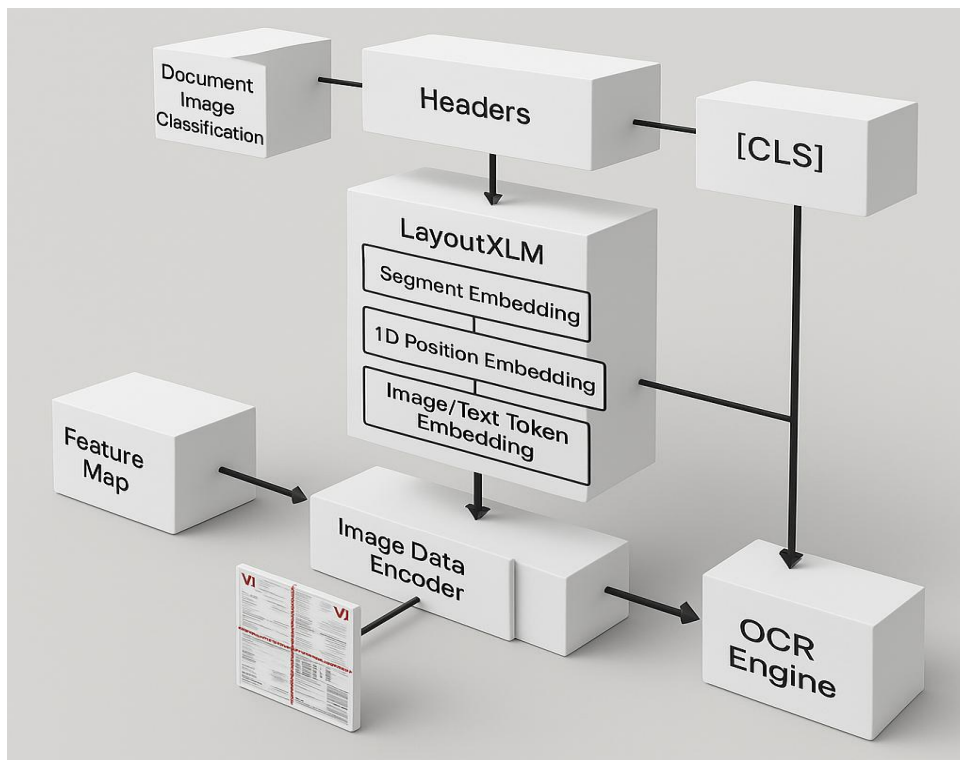 Document
Image
Classification
Headers
[CLS]
LayoutXLM
Segment Embedding
1D Position Embedding
Image/Text Token
Embedding
Feature
Map
Image Data
Encoder
OCR
Engine